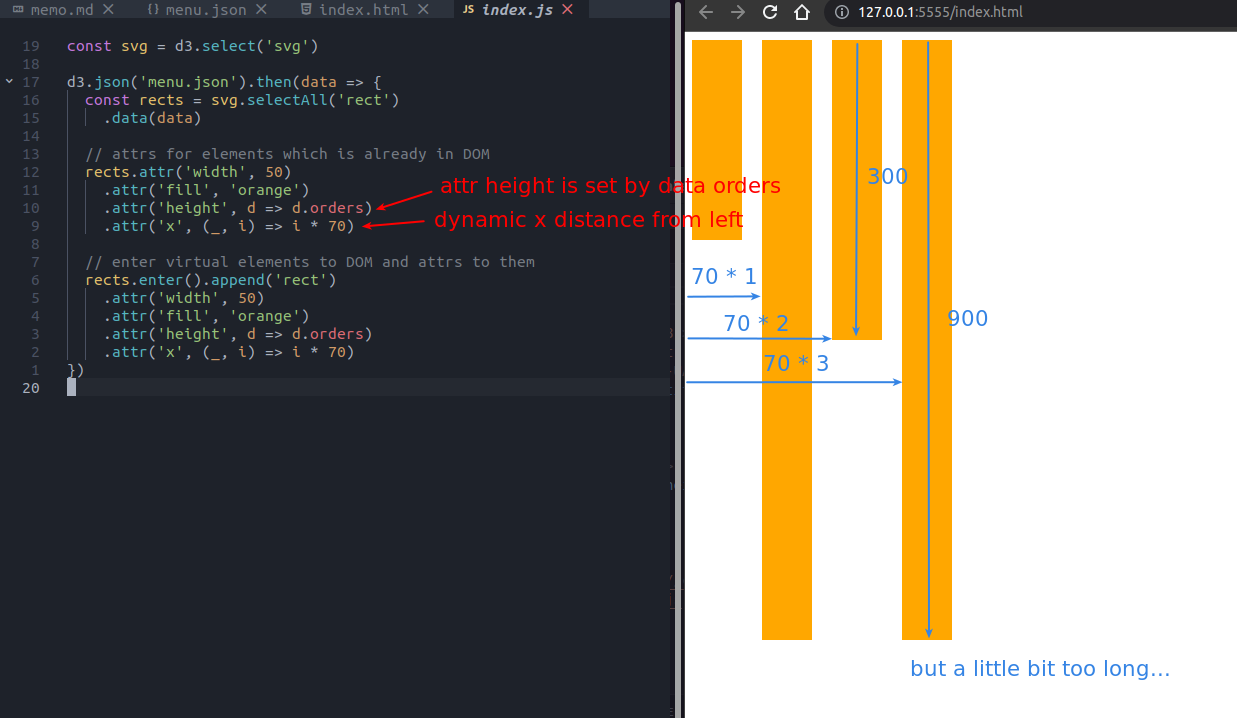 memo.md
menu.json
index.html
JS index.js
127.0.0.1:5555/index.html
19 const svg = d3.select('svg')
18
17 d3.json('menu.json').then(data => {
16 const rects = svg.selectAll('rect')
15 .data(data)
14
13 // attrs for elements which is already in DOM
12 rects.attr('width', 50)
11 .attr('fill', 'orange')
10 .attr('height', d => d.orders)
9 .attr('x', (_, i) => i * 70)
8
7 // enter virtual elements to DOM and attrs to them
6 rects.enter().append('rect')
5 .attr('width', 50)
4 .attr('fill', 'orange')
3 .attr('height', d => d.orders)
2 .attr('x', (_, i) => i * 70)
1 })
20
attr height is set by data orders
dynamic x distance from left
300
70 * 1
70 * 2
900
70 * 3
but a little bit too long...